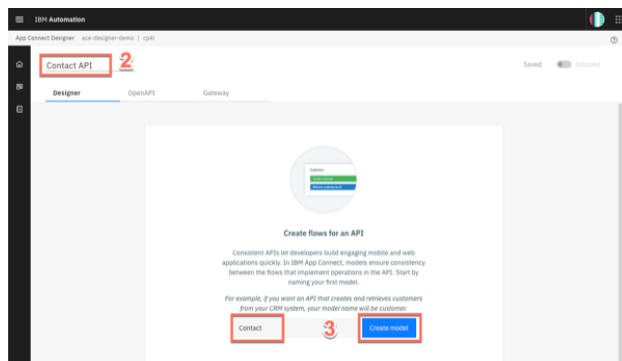 IBM Automation
App Connect Designer ace-designer-demo | cp4i
Contact API
2
Saved
Stopped
Designer
OpenAPI
Gateway
Create flows for an API
Consistent APIs let developers build engaging mobile and web
applications quickly. In IBM App Connect, models ensure consistency
between the flows that implement operations in the API. Start by
naming your first model.
For example, if you want an API that creates and retrieves customers
from your CRM system, your model name will be customer.
Contact
3
Create model